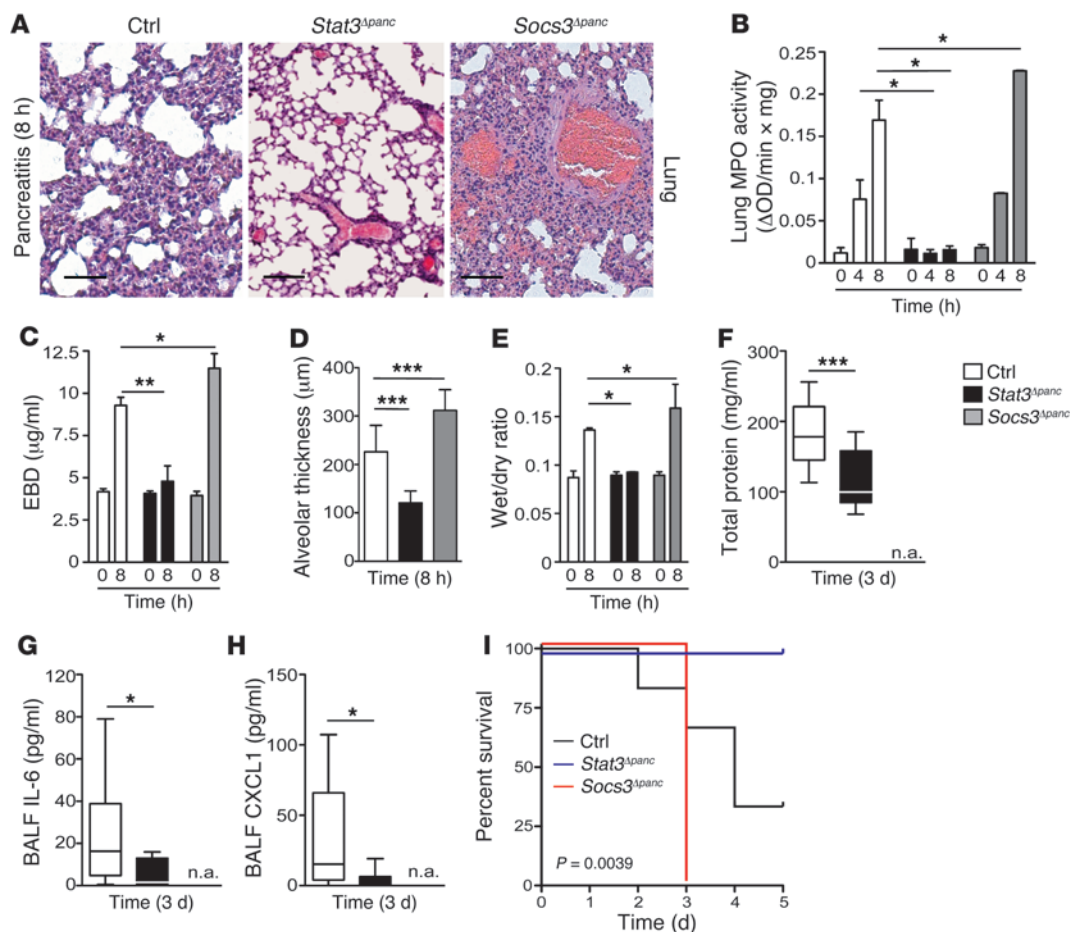 A
Ctrl
Stat3Δpanc
Socs3Δpanc
Pancreatitis (8 h)
Lung
B
Lung MPO activity
(ΔOD/min × mg)
0.25
0.20
0.15
0.10
0.05
0
*
*
*
0 4 8 0 4 8 0 4 8
Time (h)
C
EBD (μg/ml)
12.5
10
7.5
5
2.5
0
*
**
0 8 0 8 0 8
Time (h)
D
Alveolar thickness (μm)
400
300
200
100
0
***
***
Time (8 h)
E
Wet/dry ratio
0.2
0.15
0.1
0.05
0
*
*
0 8 0 8 0 8
Time (h)
F
Total protein (mg/ml)
300
200
100
0
***
n.a.
Time (3 d)
Ctrl
Stat3Δpanc
Socs3Δpanc
G
BALF IL-6 (pg/ml)
120
80
60
40
20
0
*
n.a.
Time (3 d)
H
BALF CXCL1 (pg/ml)
150
100
50
0
*
n.a.
Time (3 d)
I
Percent survival
100
75
50
25
0
Ctrl
Stat3Δpanc
Socs3Δpanc
P = 0.0039
0 1 2 3 4 5
Time (d)